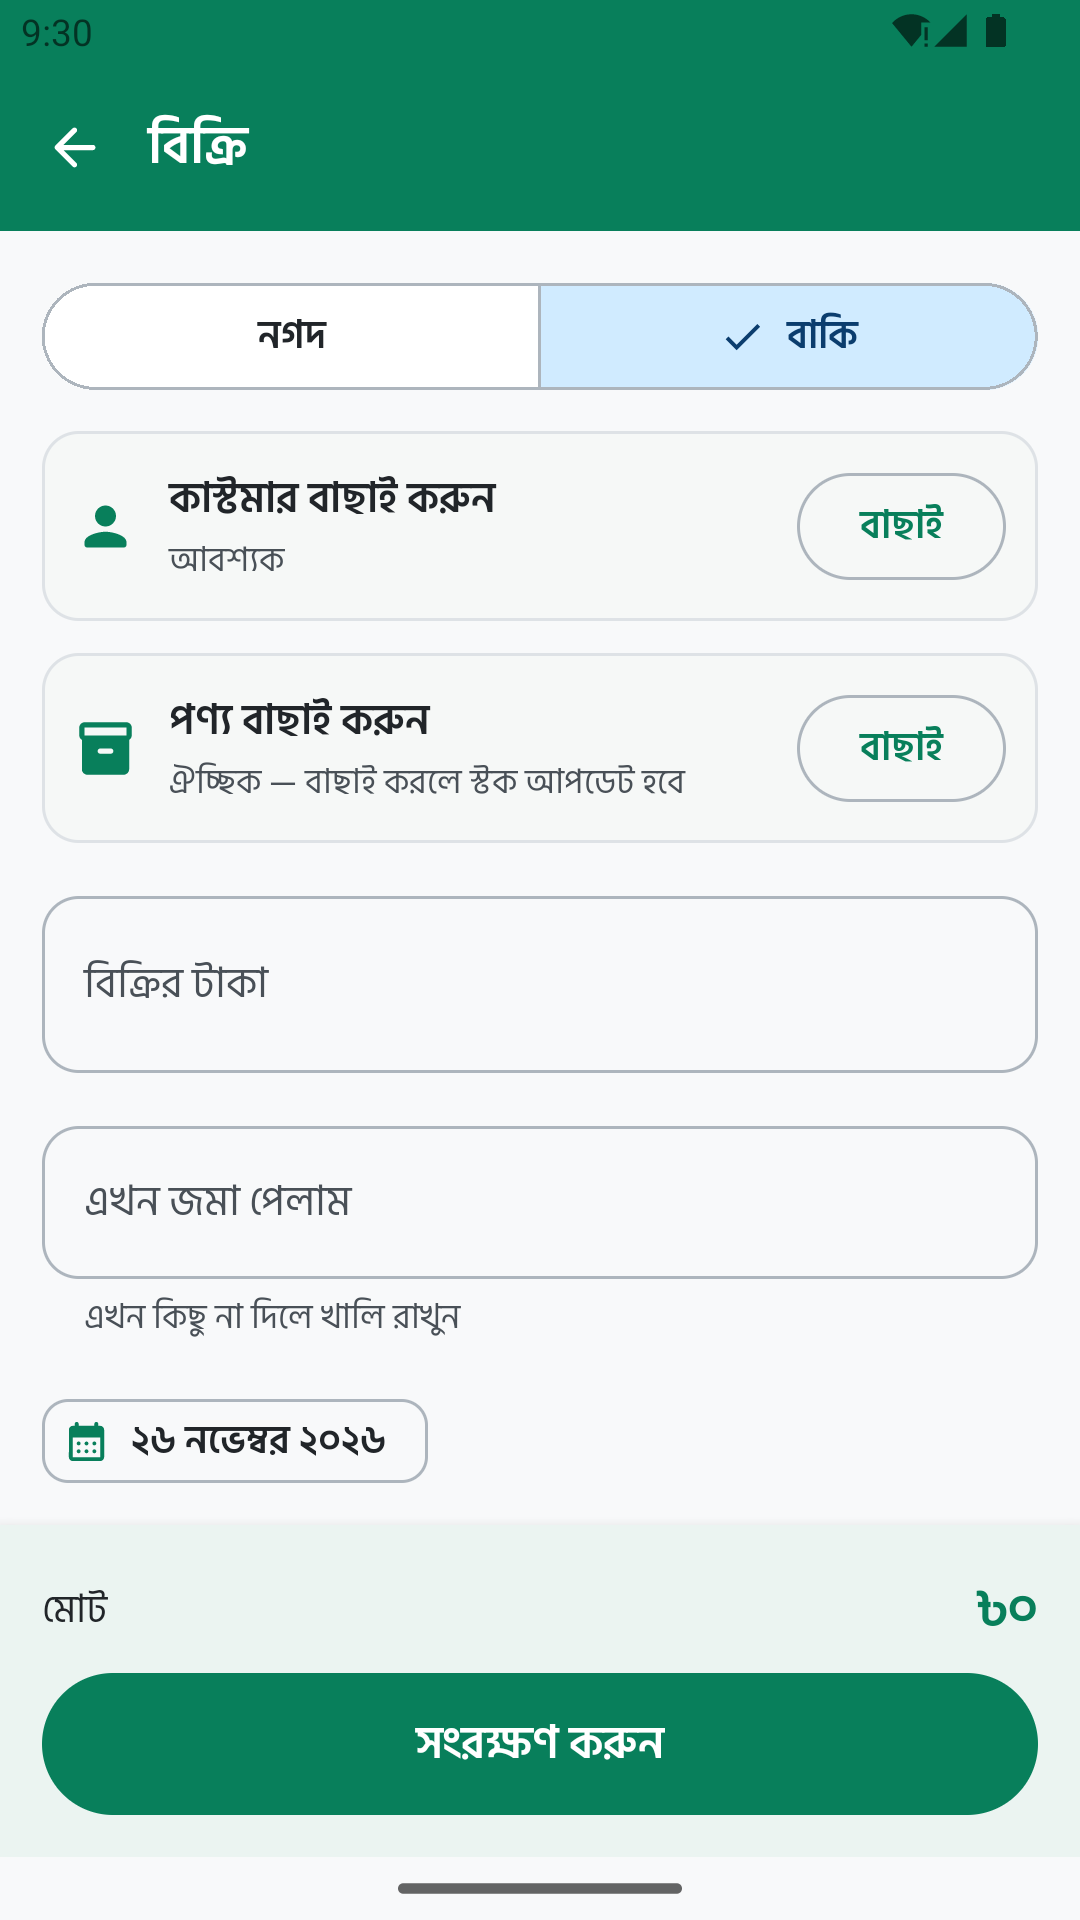 9:30
বিক্রি
নগদ
বাকি
কাস্টমার বাছাই করুন
আবশ্যক
বাছাই
পণ্য বাছাই করুন
ঐচ্ছিক — বাছাই করলে স্টক আপডেট হবে
বাছাই
বিক্রির টাকা
এখন জমা পেলাম
এখন কিছু না দিলে খালি রাখুন
২৬ নভেম্বর ২০২৬
মোট
৳০
সংরক্ষণ করুন